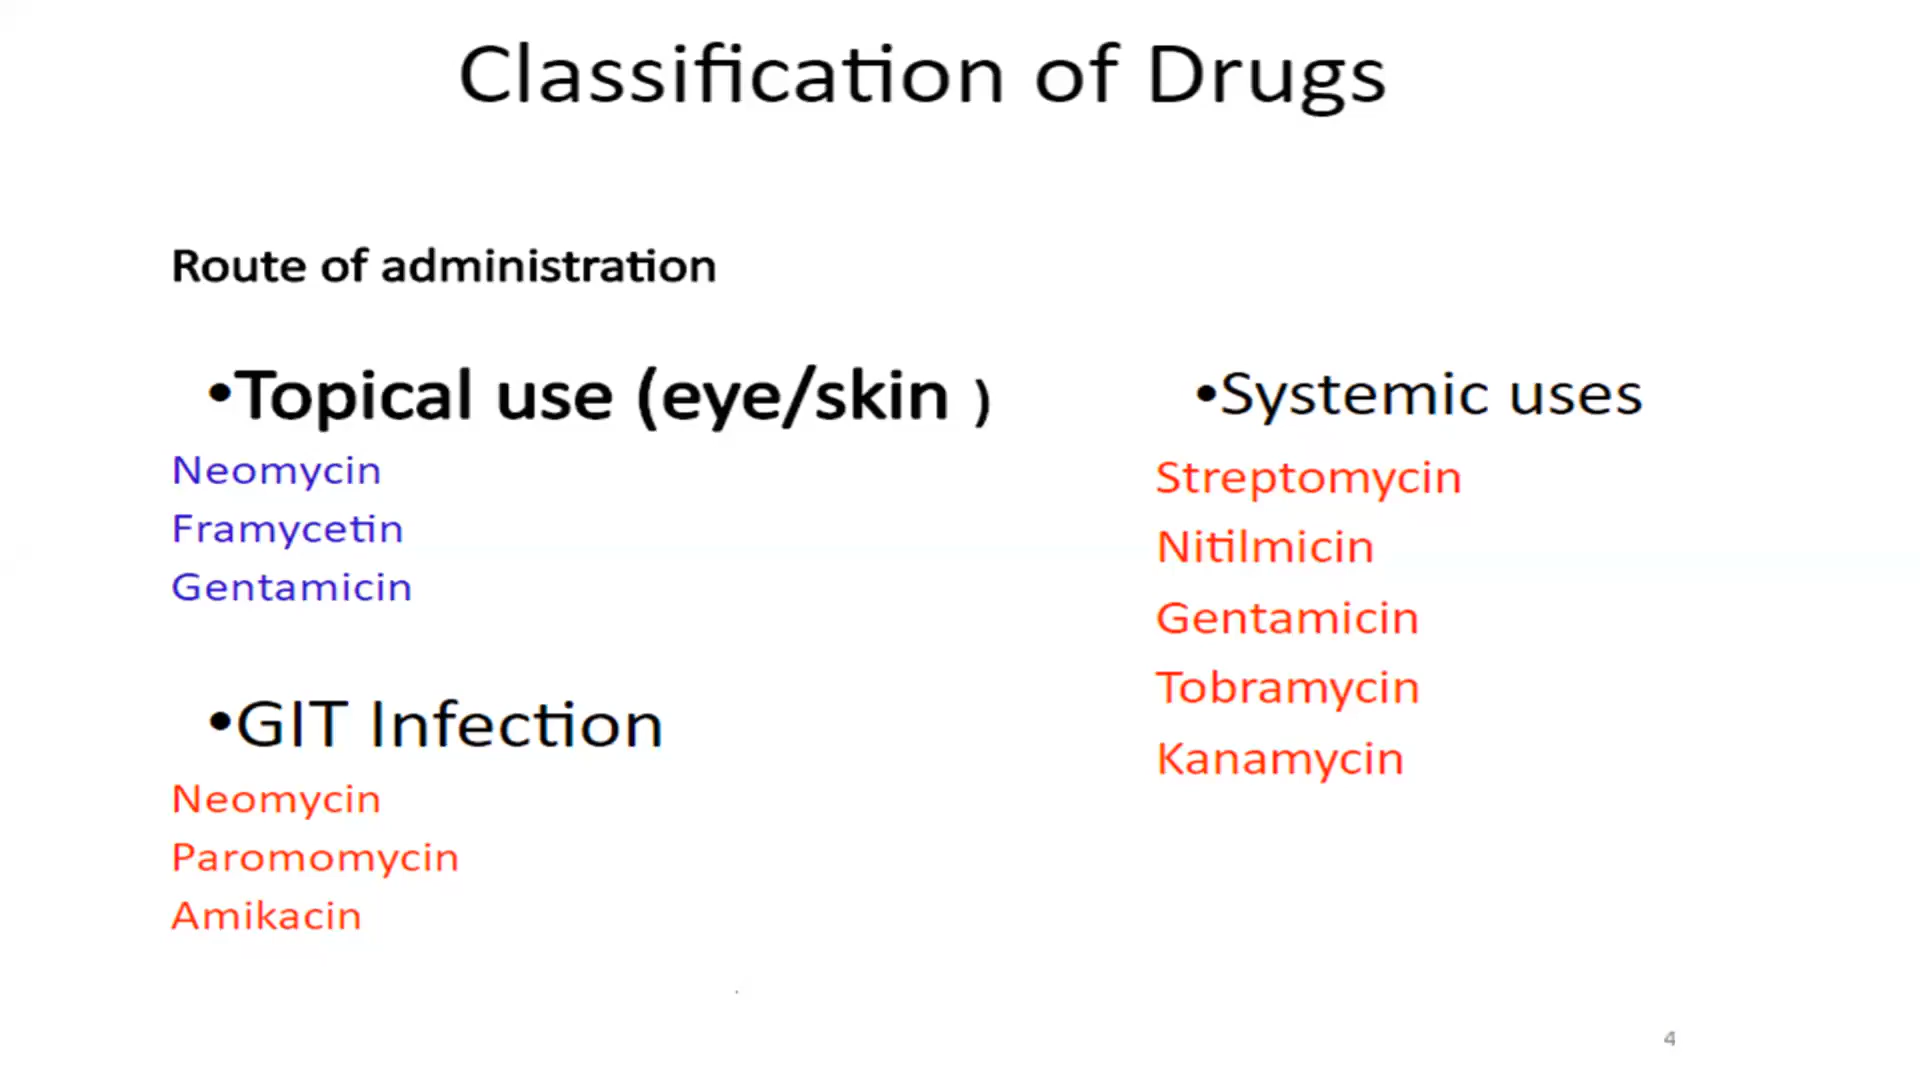 Classification of Drugs
Route of administration
•Topical use (eye/skin )
Neomycin
Framycetin
Gentamicin
•GIT Infection
Neomycin
Paromomycin
Amikacin
•Systemic uses
Streptomycin
Nitilmicin
Gentamicin
Tobramycin
Kanamycin
4